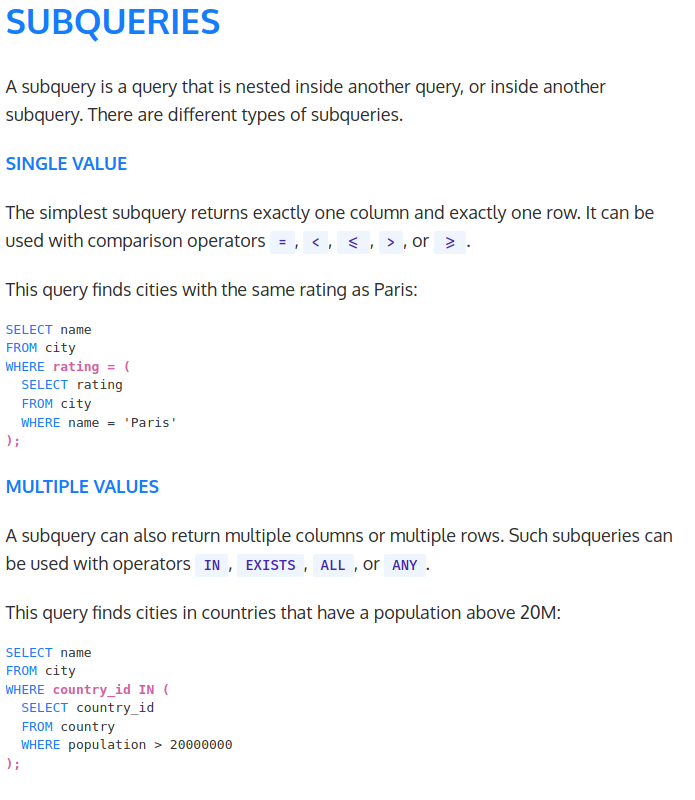 SUBQUERIES
A subquery is a query that is nested inside another query, or inside another
subquery. There are different types of subqueries.
SINGLE VALUE
The simplest subquery returns exactly one column and exactly one row. It can be
used with comparison operators =, <, ⩽, >, or ⩾.
This query finds cities with the same rating as Paris:
SELECT name
FROM city
WHERE rating = (
  SELECT rating
  FROM city
  WHERE name = 'Paris'
);
MULTIPLE VALUES
A subquery can also return multiple columns or multiple rows. Such subqueries can
be used with operators IN, EXISTS, ALL, or ANY.
This query finds cities in countries that have a population above 20M:
SELECT name
FROM city
WHERE country_id IN (
  SELECT country_id
  FROM country
  WHERE population > 20000000
);